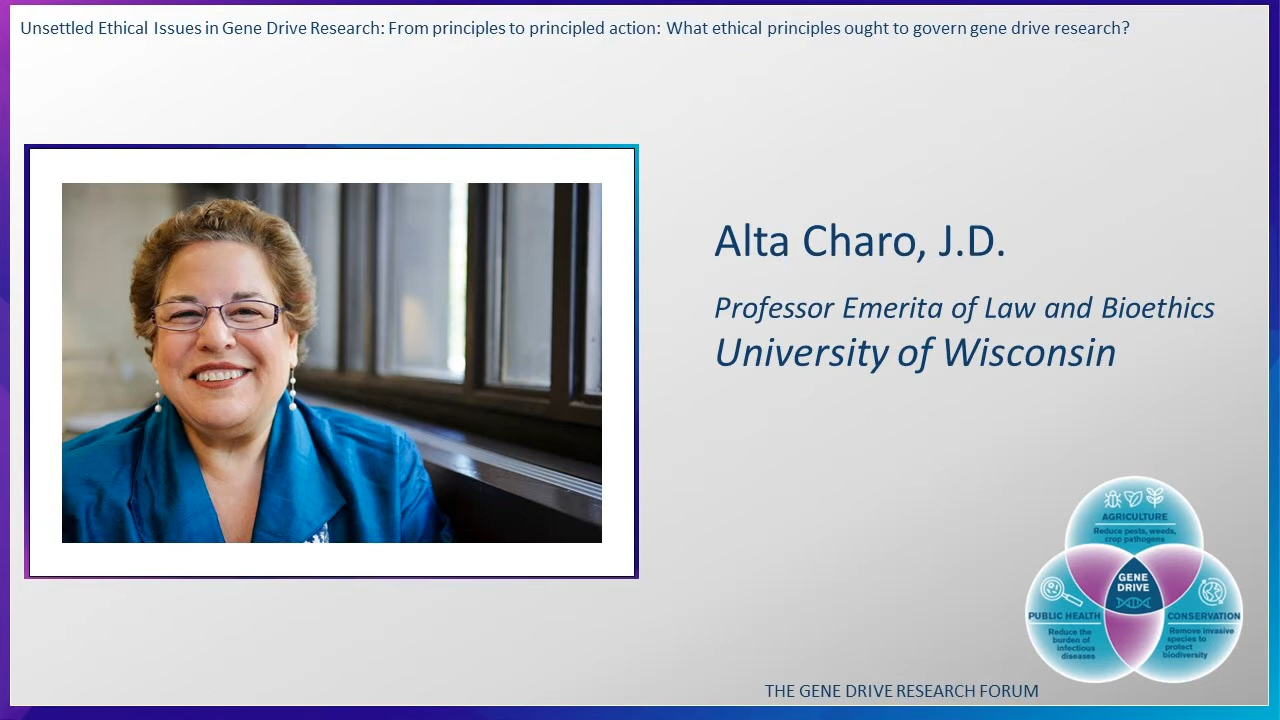 Unsettled Ethical Issues in Gene Drive Research: From principles to principled action: What ethical principles ought to govern gene drive research?
Alta Charo, J.D.
Professor Emerita of Law and Bioethics
University of Wisconsin
AGRICULTURE
Reduce pests, weeds,
crop pathogens
GENE
DRIVE
PUBLIC HEALTH
Reduce the
burden of
infectious
diseases
CONSERVATION
Remove invasive
species to
protect
biodiversity
THE GENE DRIVE RESEARCH FORUM